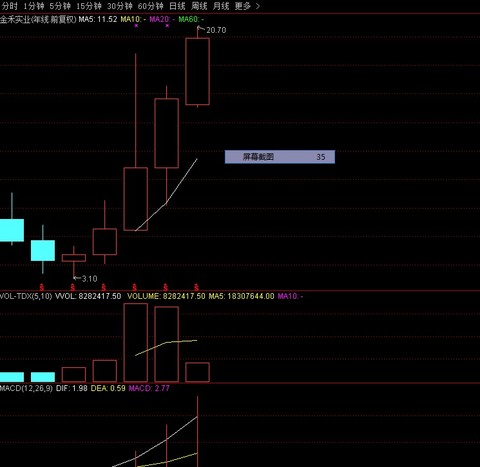 分时 1分钟 5分钟 15分钟 30分钟 60分钟 日线 周线 月线 更多 >
金禾实业(年线 前复权) MA5: 11.52 MA10: - MA20: - MA60: -
20.70
屏幕截图 35
3.10
VOL-TDX(5,10) VVOL: 8282417.50 VOLUME: 8282417.50 MA5: 18307644.00 MA10: -
MACD(12,26,9) DIF: 1.98 DEA: 0.59 MACD: 2.77